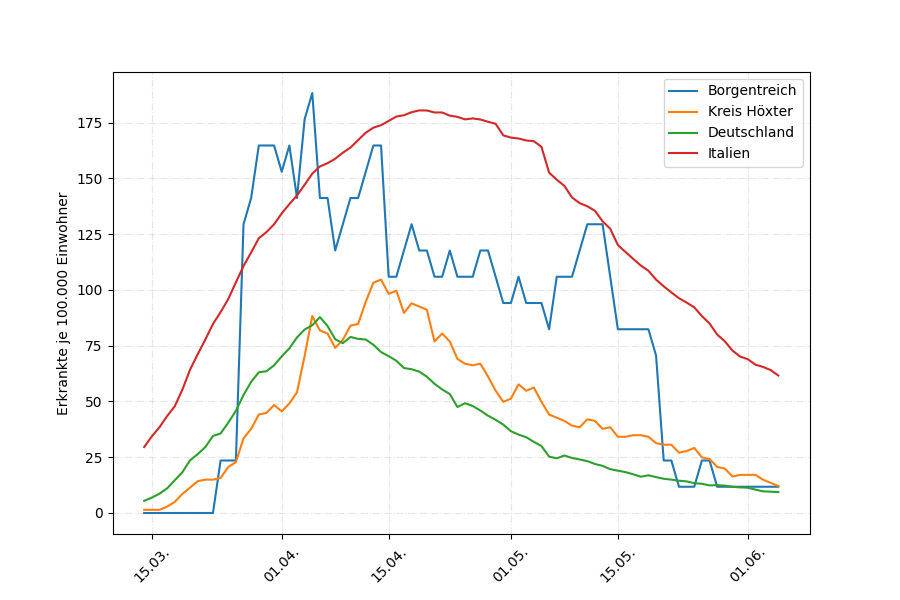 Borgentreich
Kreis Höxter
Deutschland
Italien
Erkrankte je 100.000 Einwohner
175
150
125
100
75
50
25
0
15.03.
01.04.
15.04.
01.05.
15.05.
01.06.